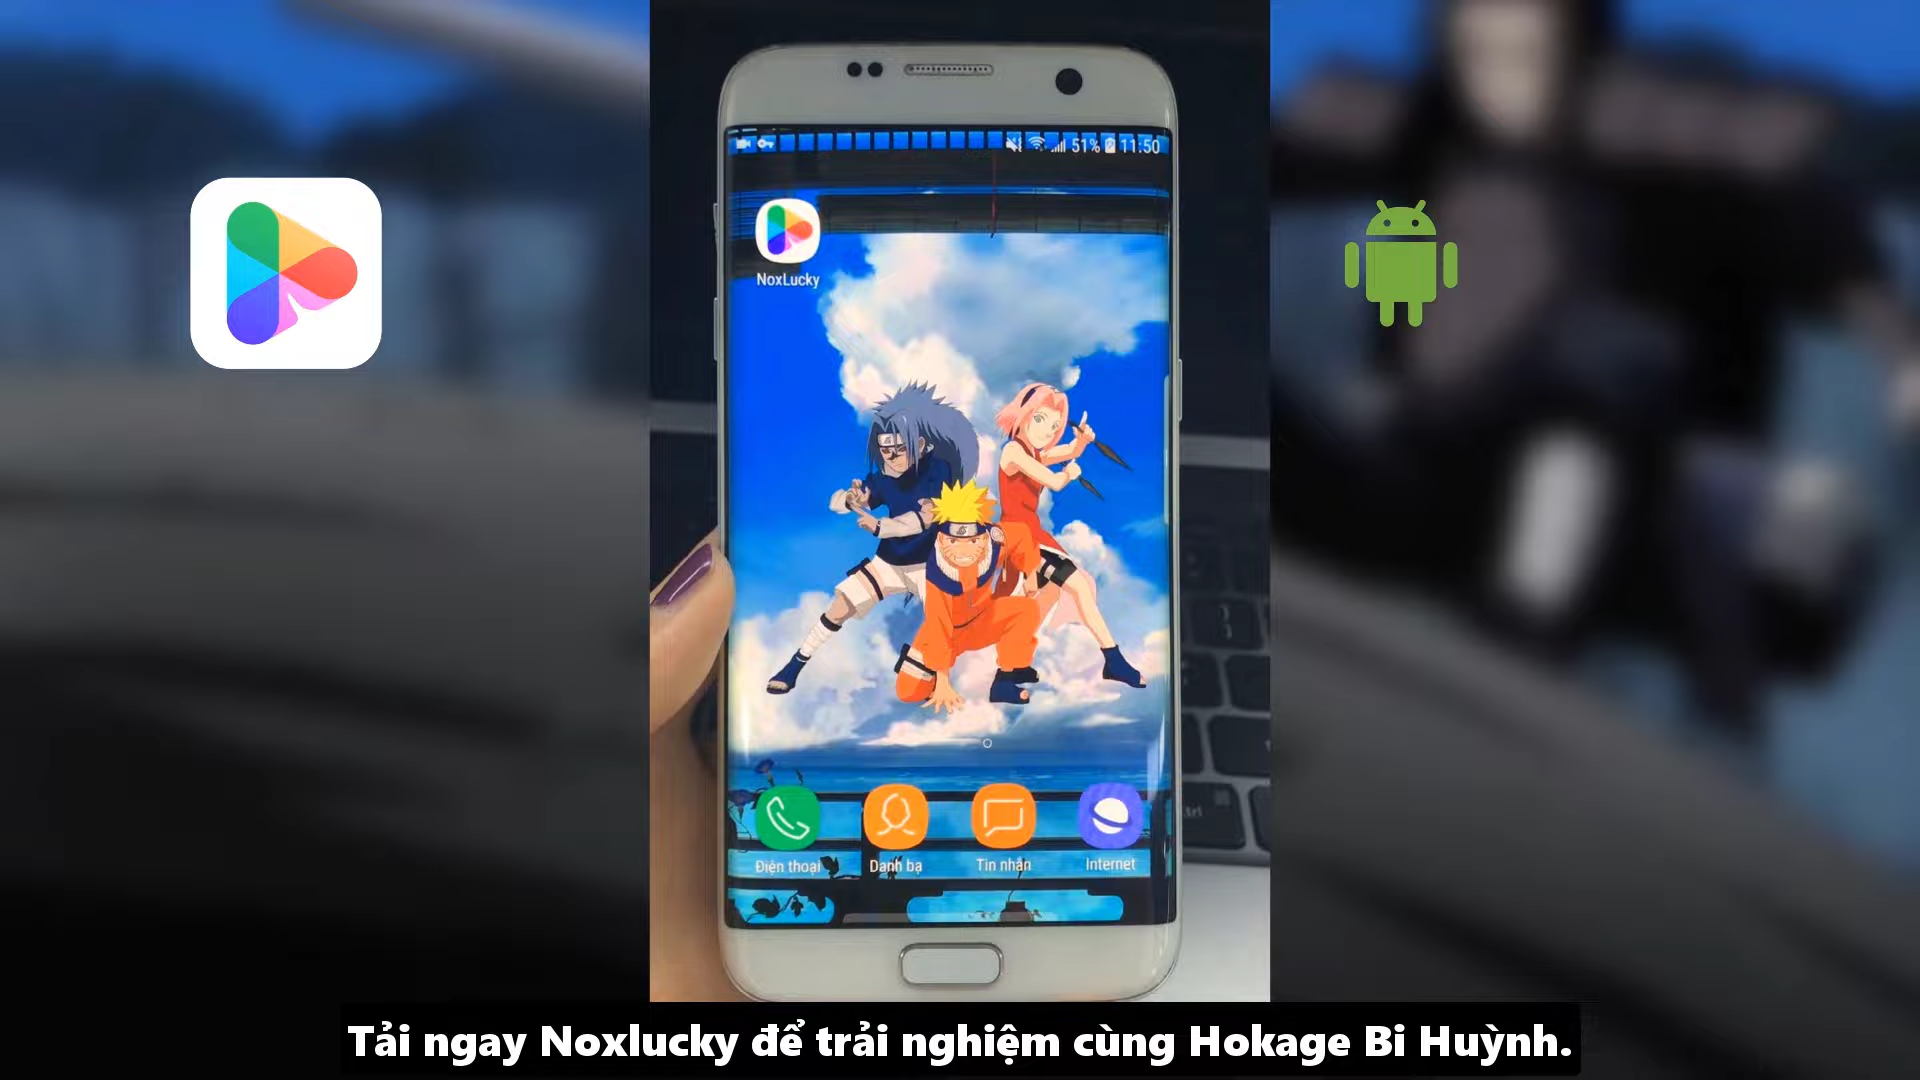 51% 11:50
NoxLucky
Điện thoại Danh bạ Tin nhắn Internet
Tải ngay Noxlucky để trải nghiệm cùng Hokage Bi Huỳnh.